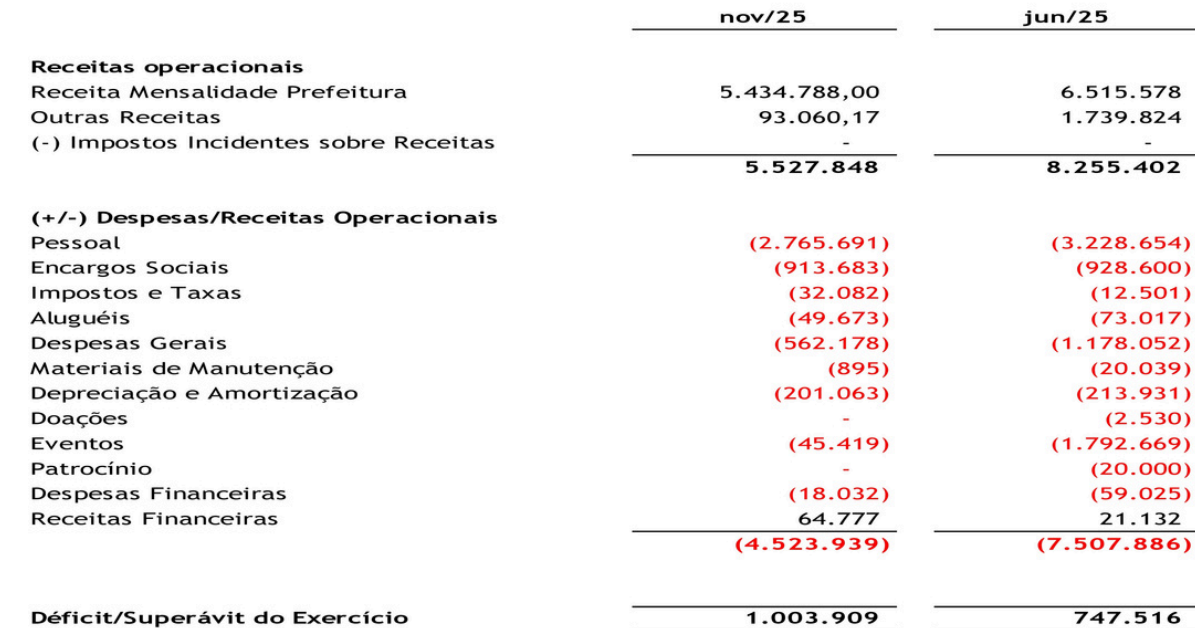 nov/25 jun/25
Receitas operacionais
Receita Mensalidade Prefeitura 5.434.788,00 6.515.578
Outras Receitas 93.060,17 1.739.824
(-) Impostos Incidentes sobre Receitas - -
5.527.848 8.255.402
(+/-) Despesas/Receitas Operacionais
Pessoal (2.765.691) (3.228.654)
Encargos Sociais (913.683) (928.600)
Impostos e Taxas (32.082) (12.501)
Aluguéis (49.673) (73.017)
Despesas Gerais (562.178) (1.178.052)
Materiais de Manutenção (895) (20.039)
Depreciação e Amortização (201.063) (213.931)
Doações - (2.530)
Eventos (45.419) (1.792.669)
Patrocínio - (20.000)
Despesas Financeiras (18.032) (59.025)
Receitas Financeiras 64.777 21.132
(4.523.939) (7.507.886)
Déficit/Superávit do Exercício 1.003.909 747.516